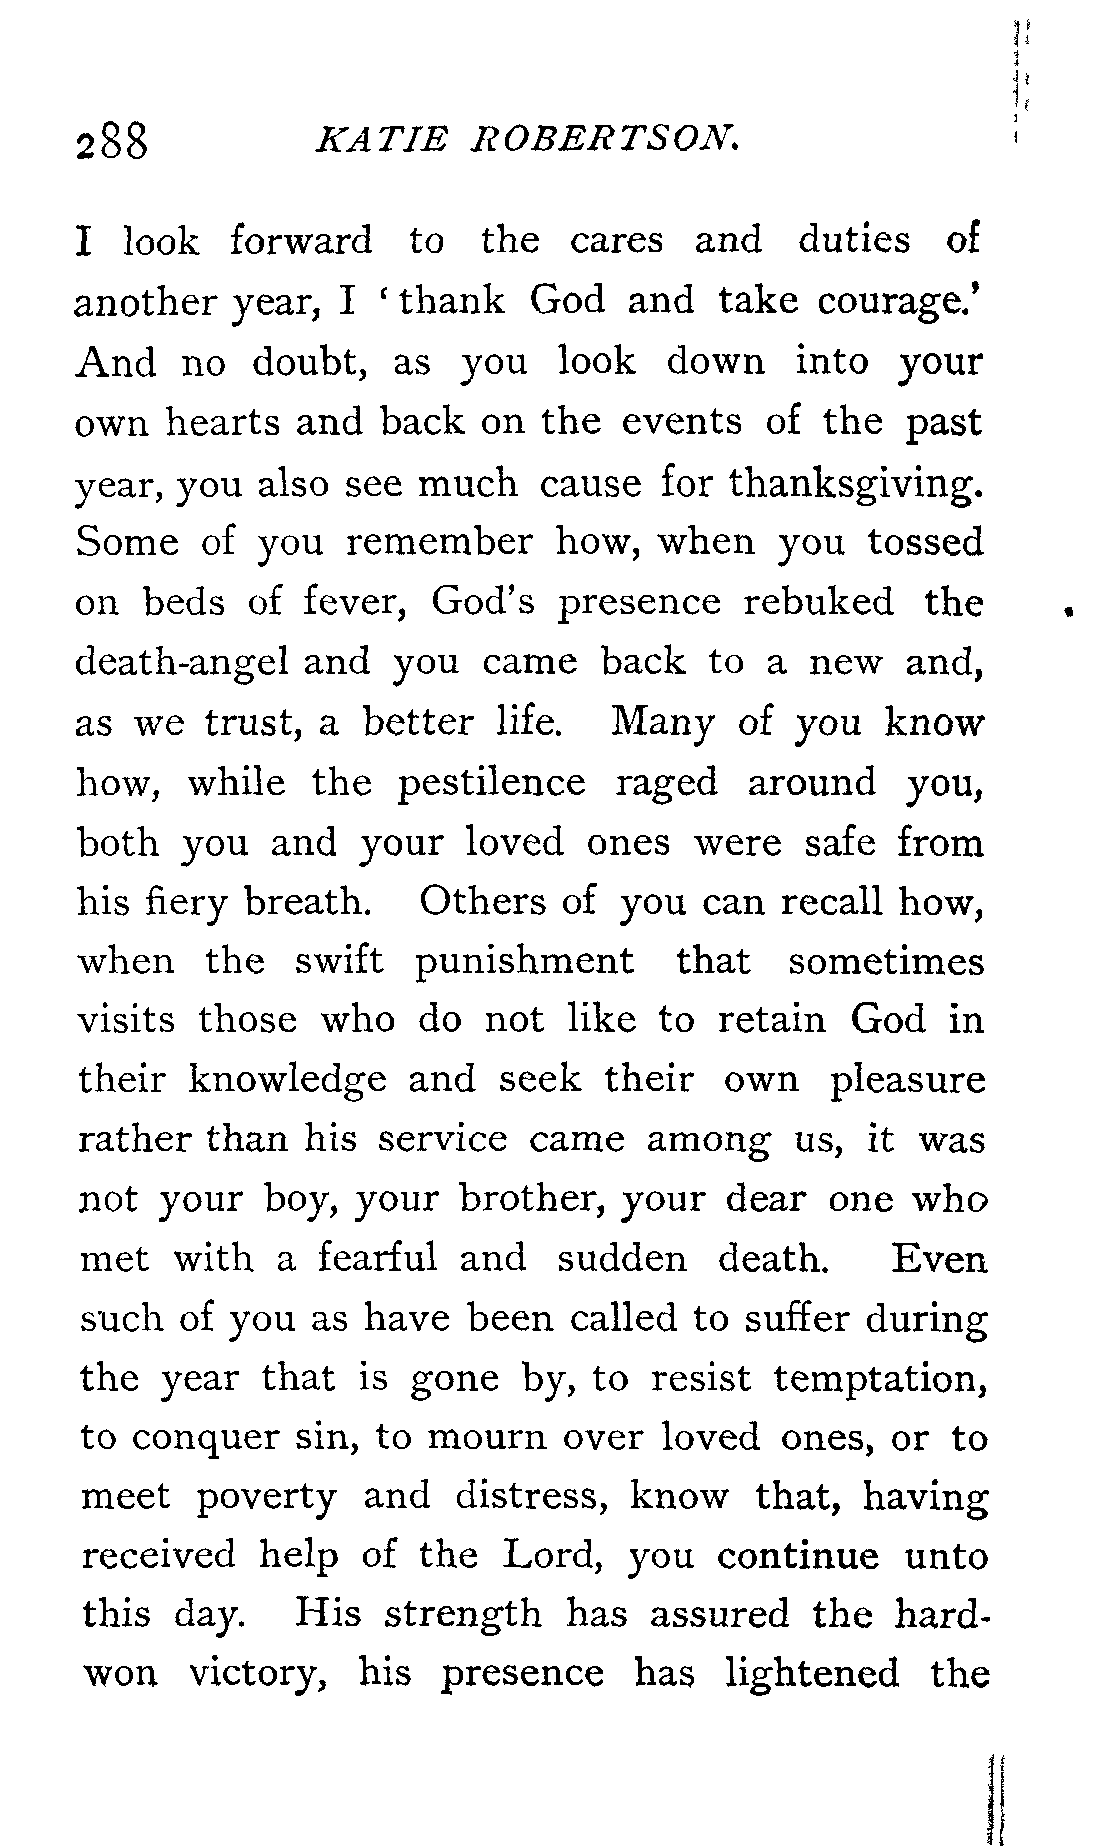 288 KATIE ROBERTSON.
I look forward to the cares and duties of
another year, I ‘thank God and take courage.’
And no doubt, as you look down into your
own hearts and back on the events of the past
year, you also see much cause for thanksgiving.
Some of you remember how, when you tossed
on beds of fever, God’s presence rebuked the
death-angel and you came back to a new and,
as we trust, a better life. Many of you know
how, while the pestilence raged around you,
both you and your loved ones were safe from
his fiery breath. Others of you can recall how,
when the swift punishment that sometimes
visits those who do not like to retain God in
their knowledge and seek their own pleasure
rather than his service came among us, it was
not your boy, your brother, your dear one who
met with a fearful and sudden death. Even
such of you as have been called to suffer during
the year that is gone by, to resist temptation,
to conquer sin, to mourn over loved ones, or to
meet poverty and distress, know that, having
received help of the Lord, you continue unto
this day. His strength has assured the hard-
won victory, his presence has lightened the